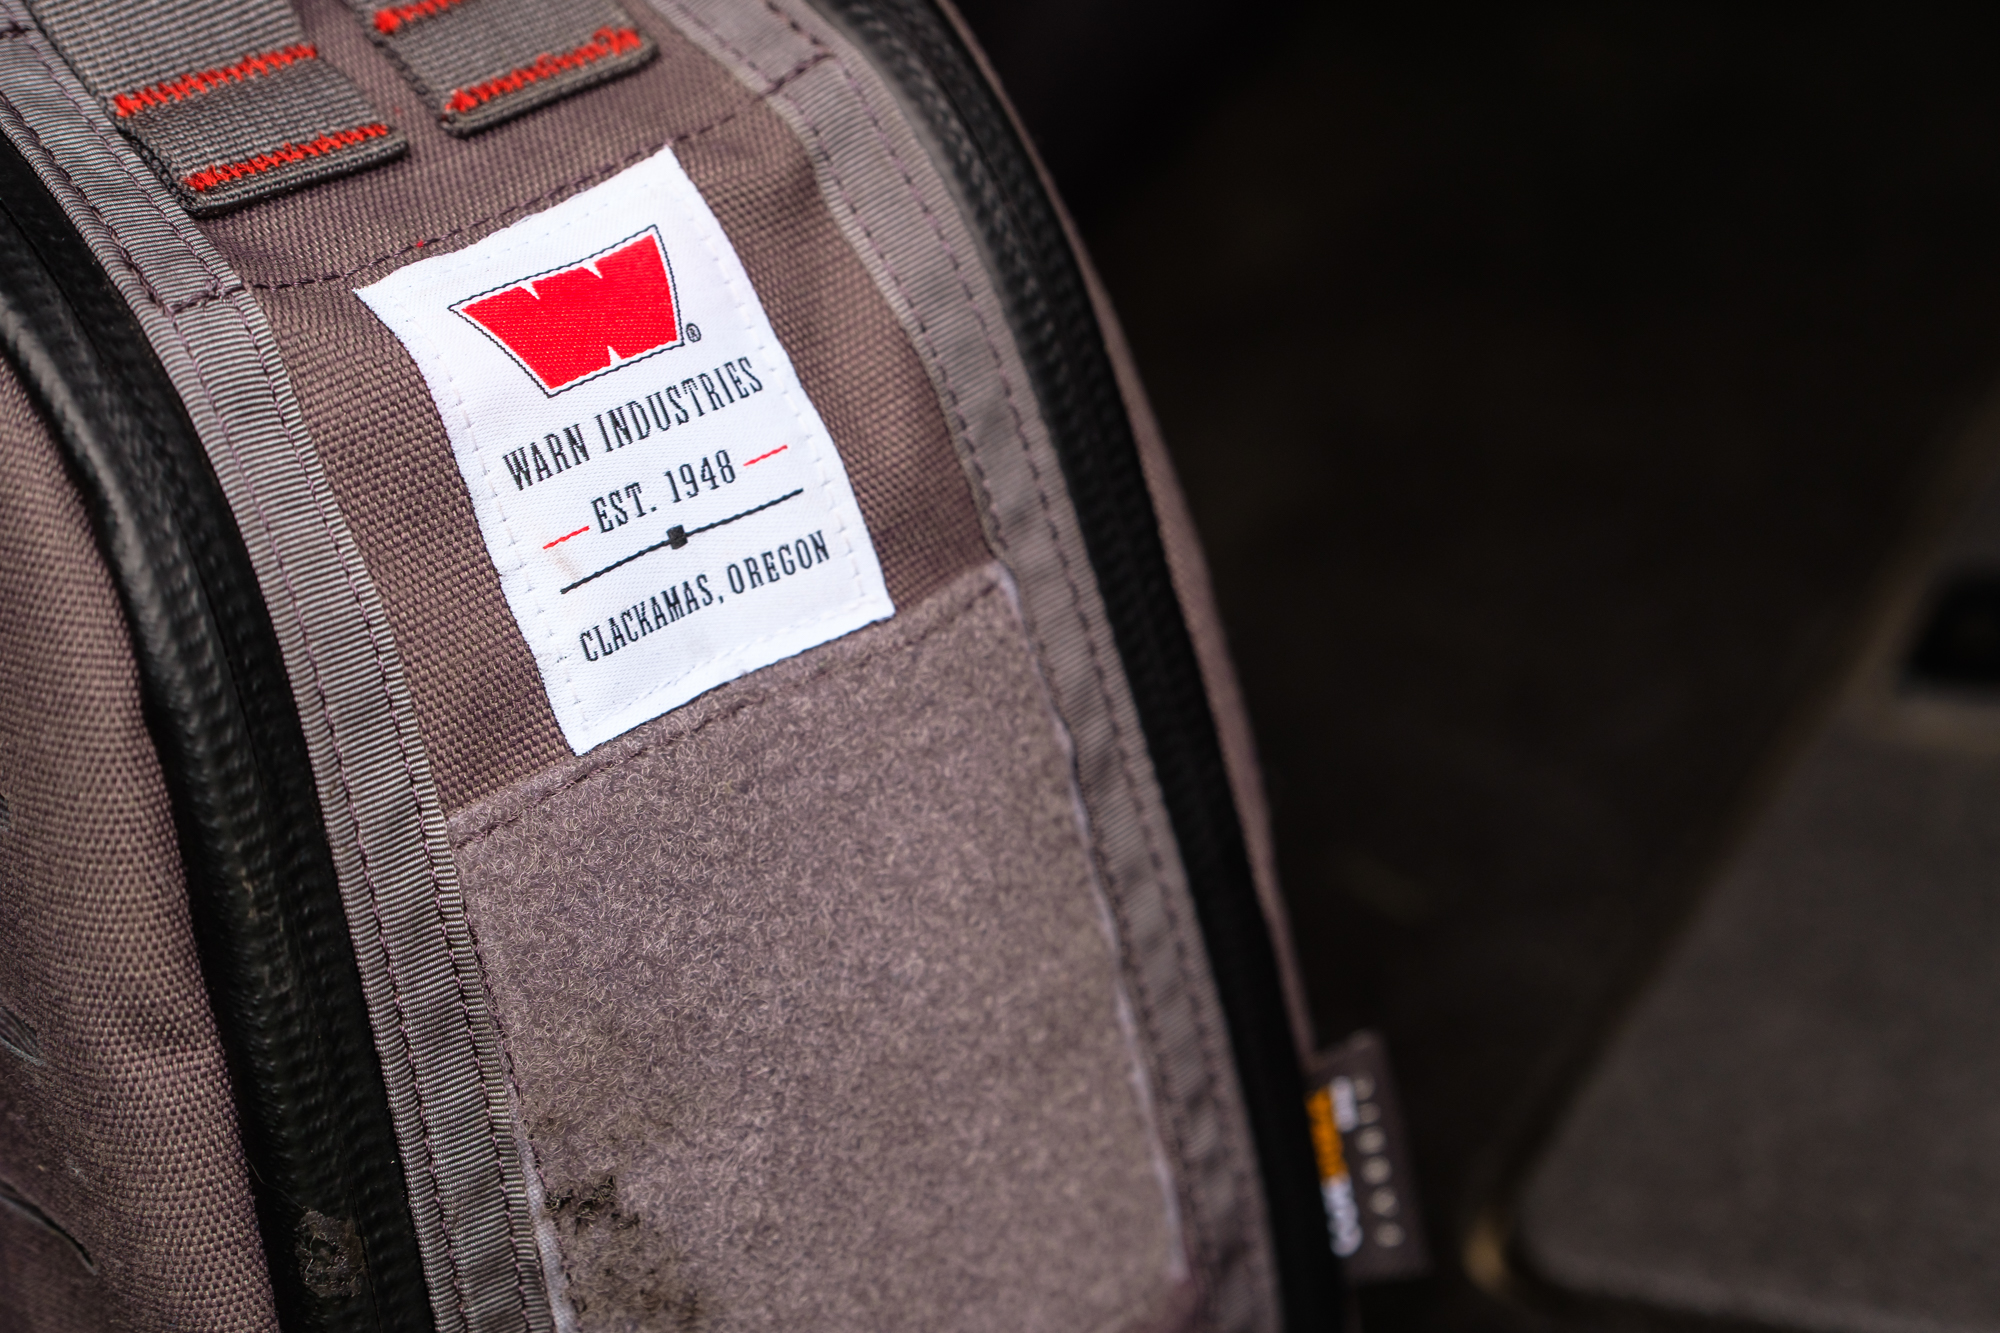 W®
WARN INDUSTRIES
EST. 1948
CLACKAMAS, OREGON